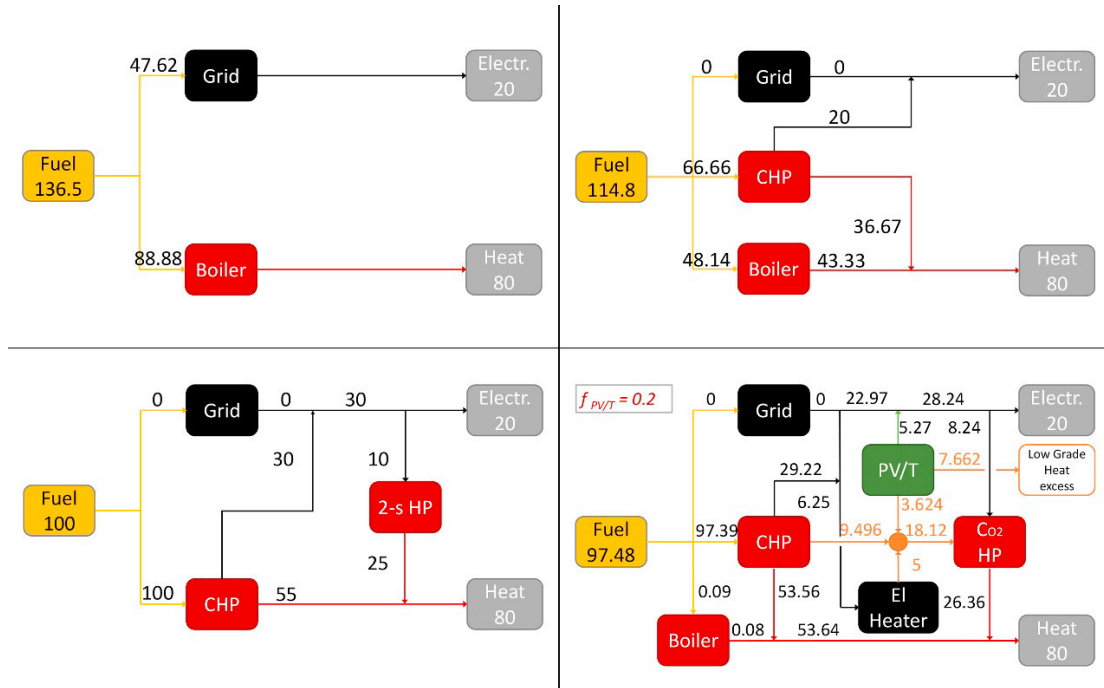 47.62
Grid
Electr.
20
Fuel
136.5
88.88
Boiler
Heat
80
0
Grid
0
Electr.
20
20
Fuel
114.8
66.66
CHP
36.67
48.14
Boiler
43.33
Heat
80
0
Grid
0
30
Electr.
20
30
10
2-s HP
Fuel
100
25
100
CHP
55
Heat
80
f PV/T = 0.2
0
Grid
0
22.97
28.24
Electr.
20
5.27
8.24
29.22
PV/T
7.662
Low Grade
Heat
excess
6.25
3.624
Fuel
97.48
97.39
CHP
9.496
18.12
CO2
HP
5
0.09
53.56
El
Heater
26.36
Boiler
0.08
53.64
Heat
80